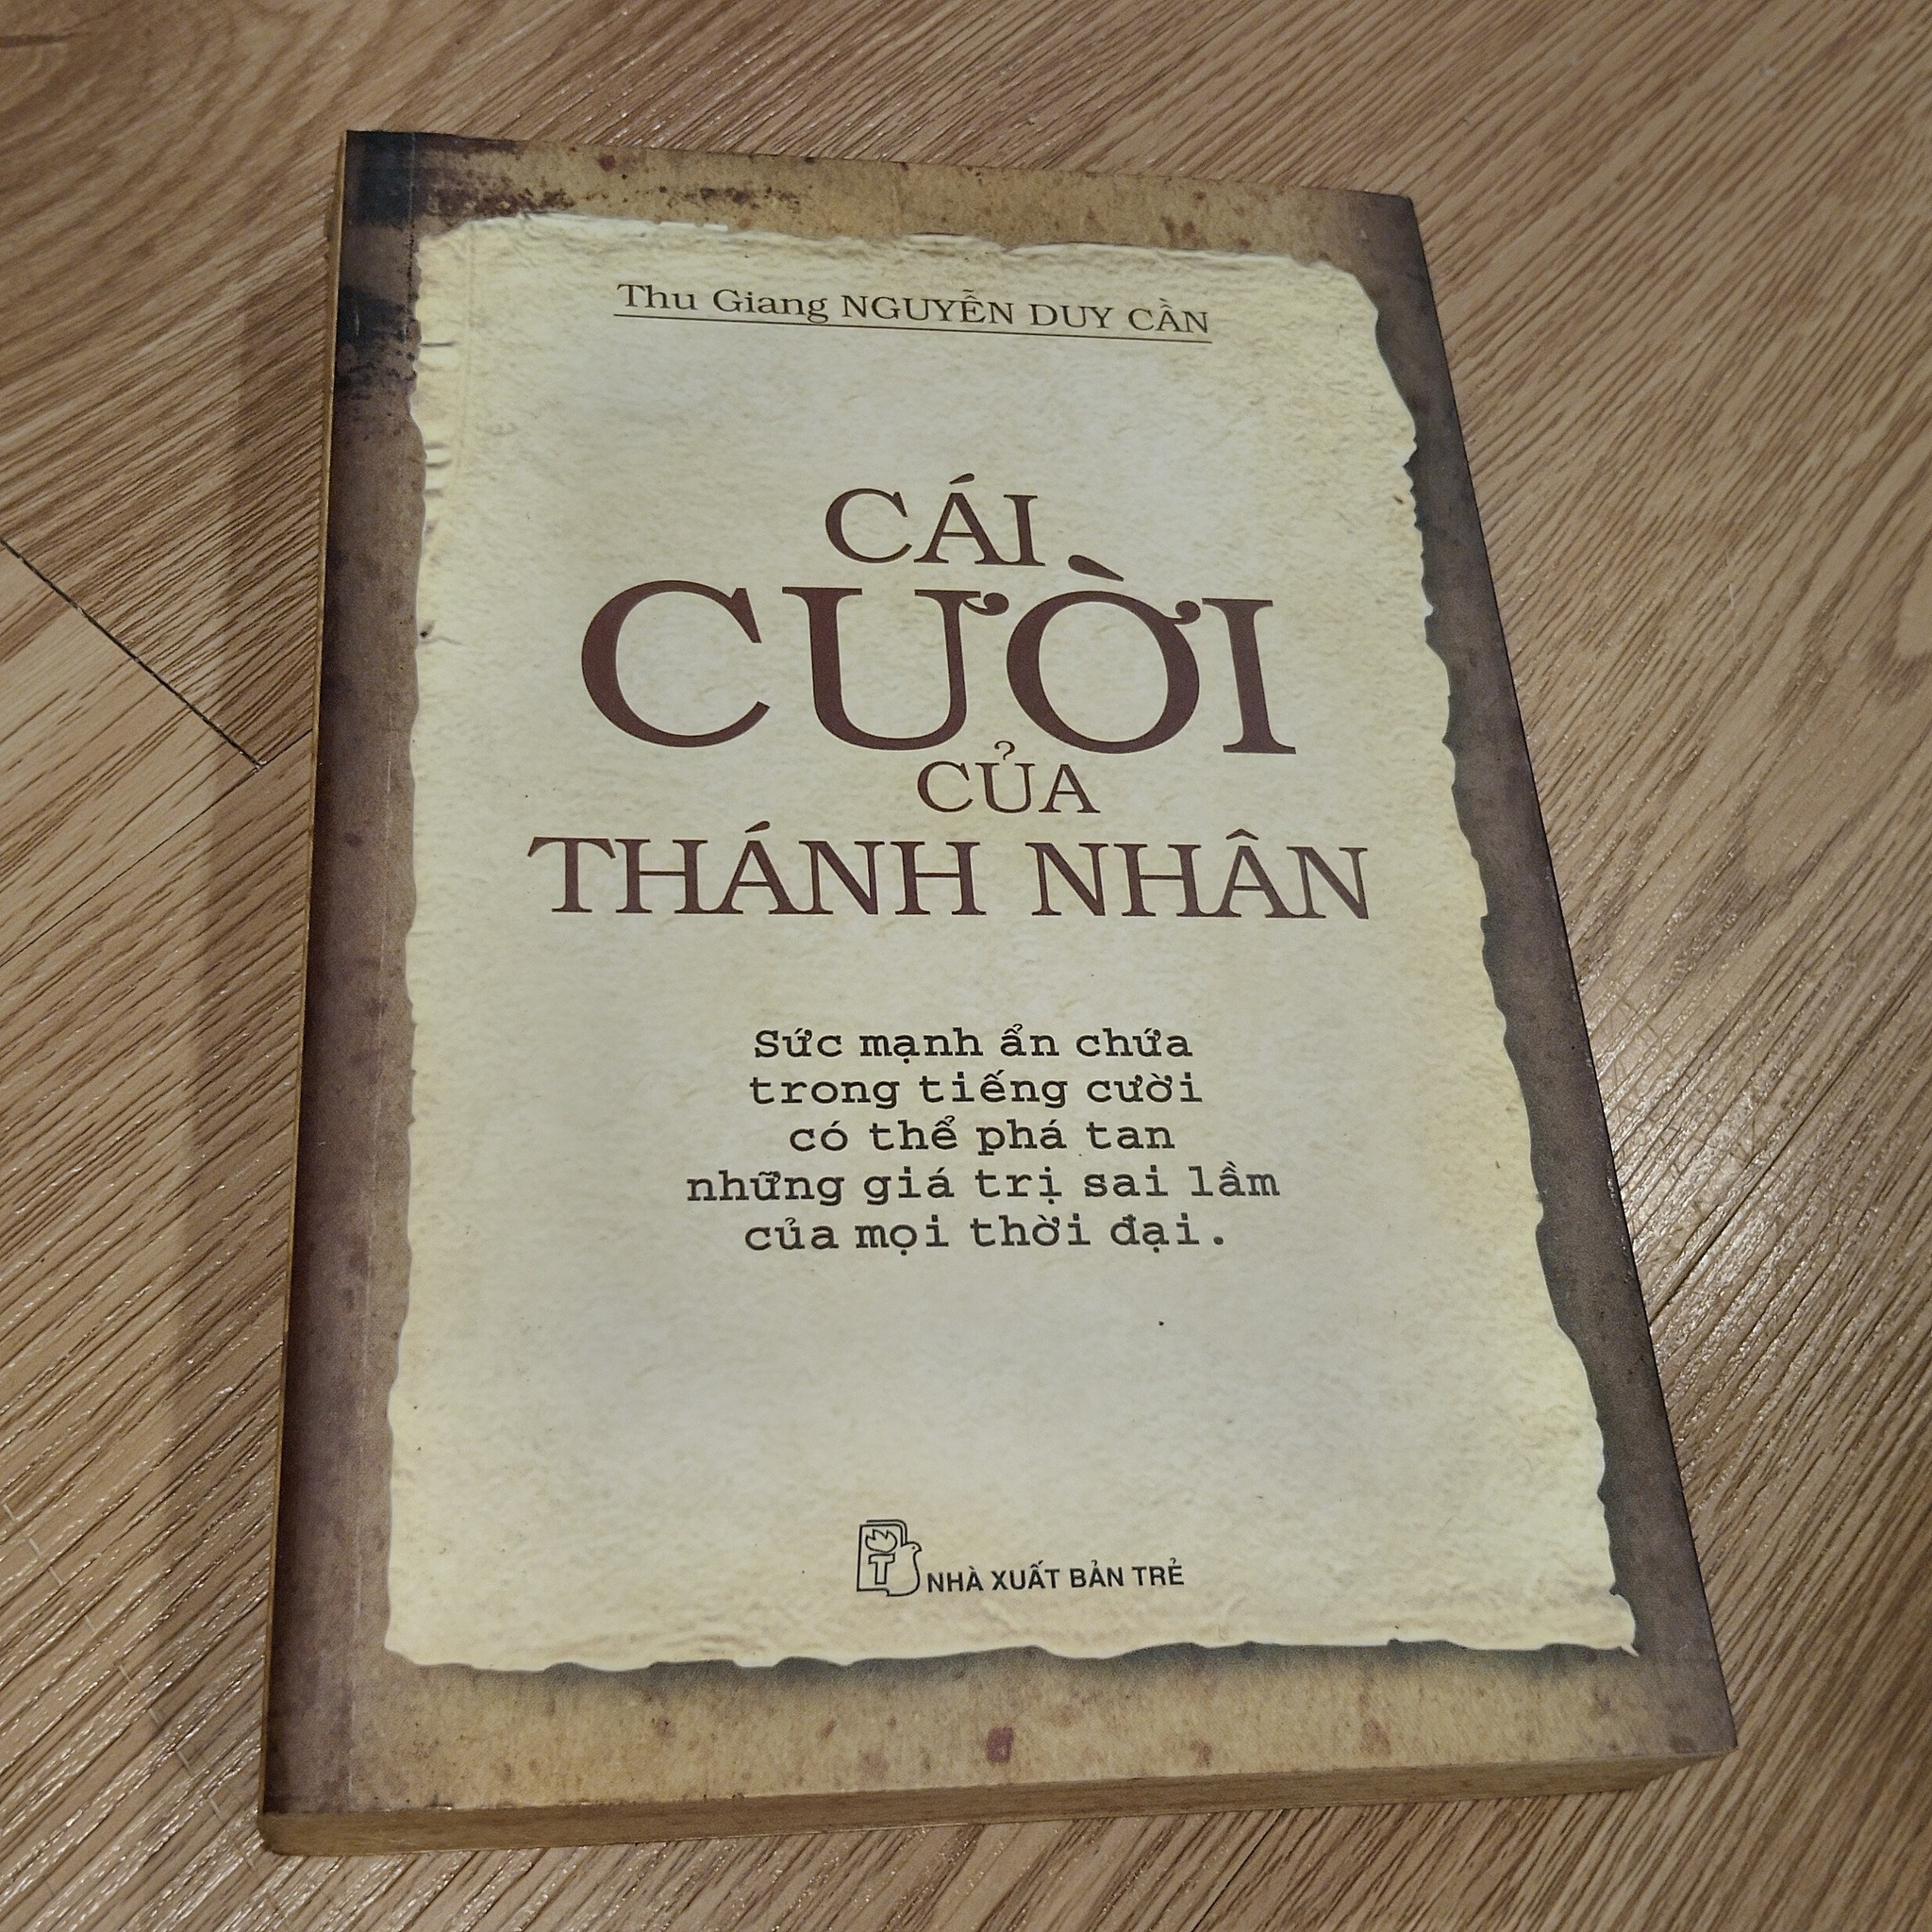 Thu Giang NGUYỄN DUY CẦN
CÁI
CƯỜI
CỦA
THÁNH NHÂN
Sức mạnh ẩn chứa
trong tiếng cười
có thể phá tan
những giá trị sai lầm
của mọi thời đại.
T NHÀ XUẤT BẢN TRẺ